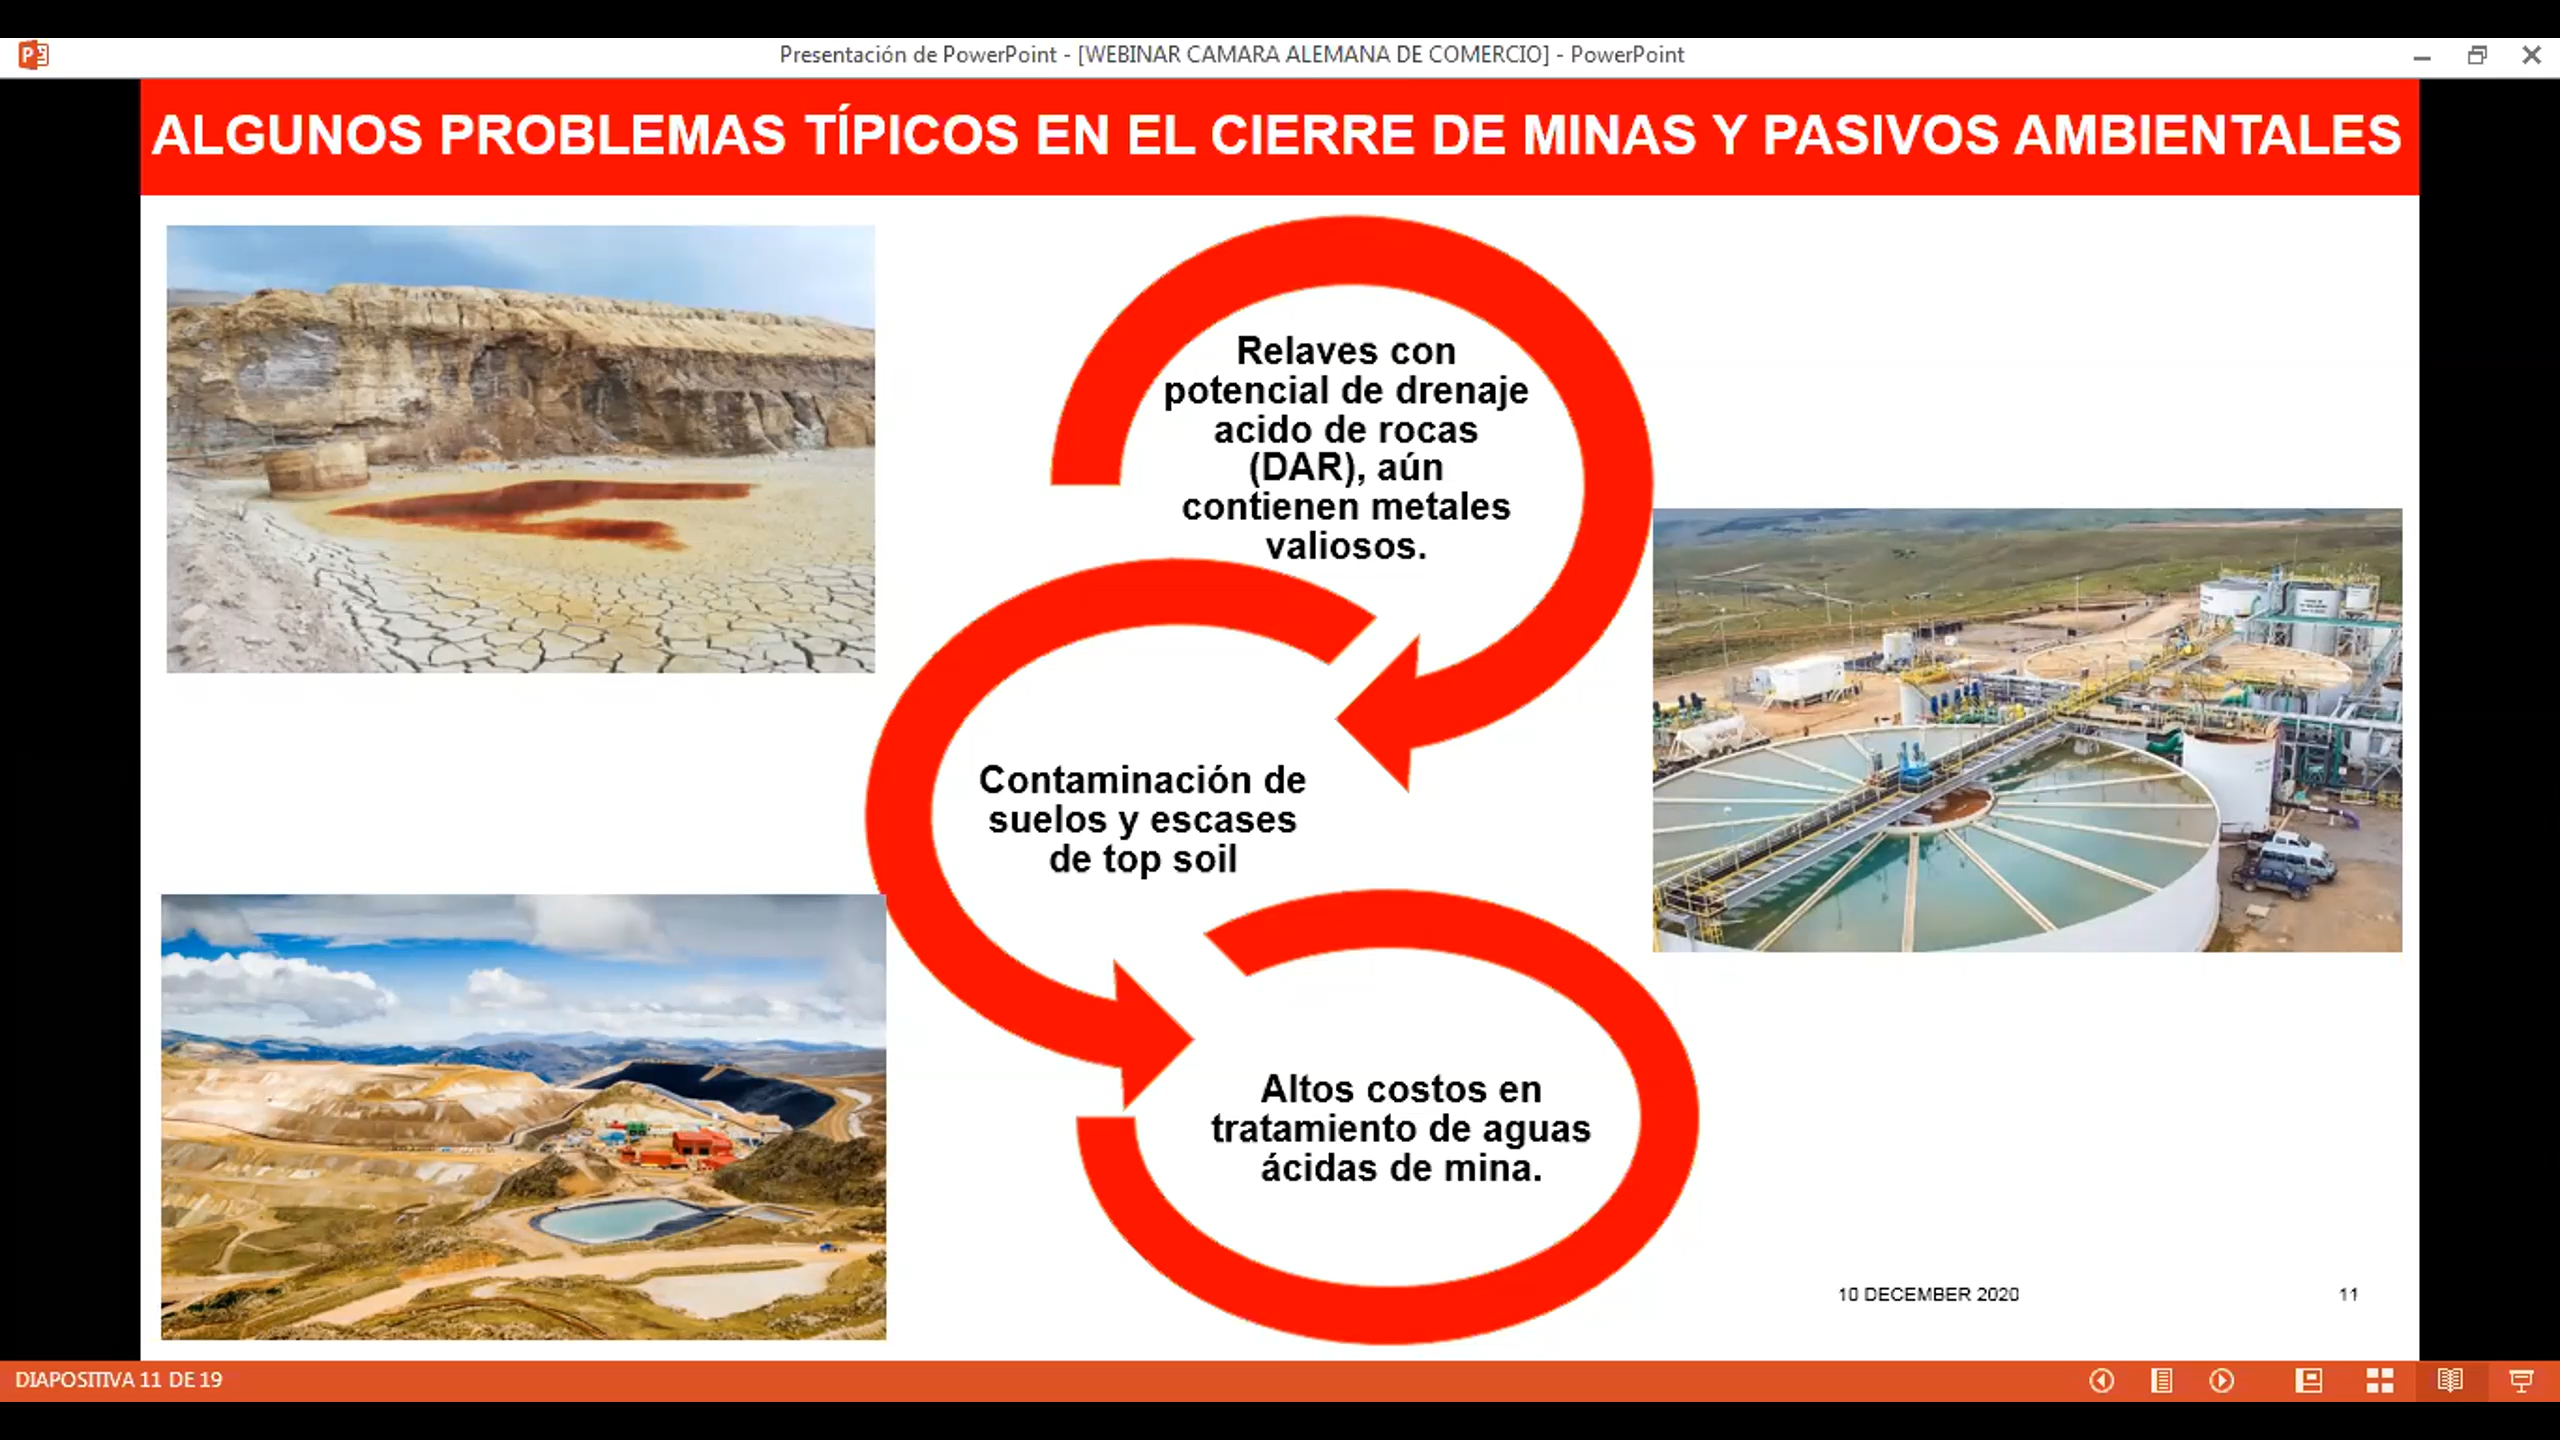 Presentación de PowerPoint - [WEBINAR CAMARA ALEMANA DE COMERCIO] - PowerPoint
ALGUNOS PROBLEMAS TÍPICOS EN EL CIERRE DE MINAS Y PASIVOS AMBIENTALES
Relaves con
potencial de drenaje
acido de rocas
(DAR), aún
contienen metales
valiosos.
Contaminación de
suelos y escases
de top soil
Altos costos en
tratamiento de aguas
ácidas de mina.
10 DECEMBER 2020
11
DIAPOSITIVA 11 DE 19